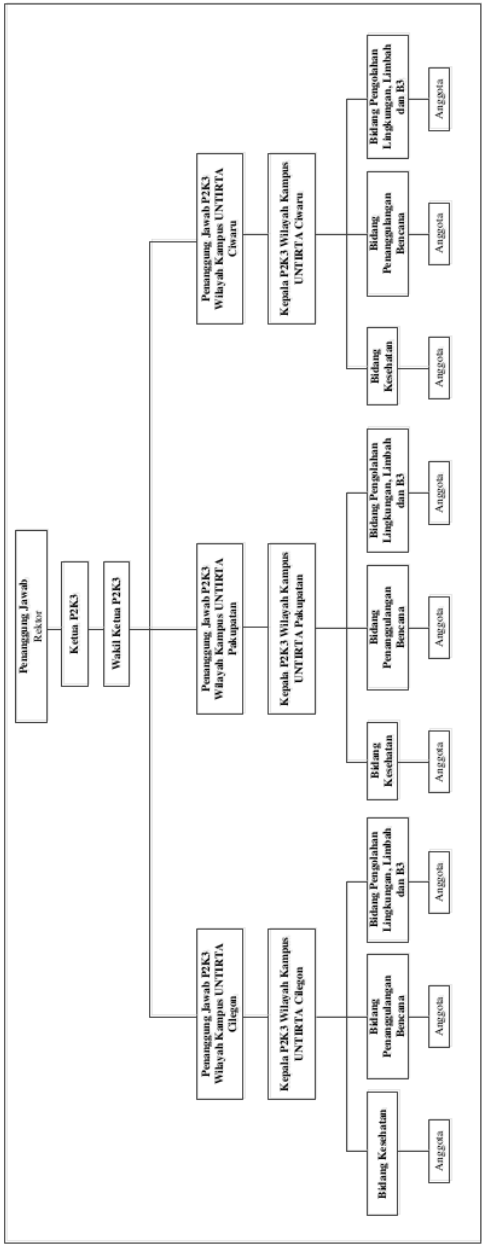 Penanggung Jawab
Rektor
Ketua P2K3
Wakil Ketua P2K3
Penanggung Jawab P2K3
Wilayah Kampus UNTIRTA
Cilegon
Penanggung Jawab P2K3
Wilayah Kampus UNTIRTA
Pakupatan
Penanggung Jawab P2K3
Wilayah Kampus UNTIRTA
Ciwaru
Kepala P2K3 Wilayah Kampus
UNTIRTA Cilegon
Kepala P2K3 Wilayah Kampus
UNTIRTA Pakupatan
Kepala P2K3 Wilayah Kampus
UNTIRTA Ciwaru
Bidang Kesehatan
Bidang
Penanggulangan
Bencana
Bidang Pengolahan
Lingkungan, Limbah
dan B3
Bidang
Kesehatan
Bidang
Penanggulangan
Bencana
Bidang Pengolahan
Lingkungan, Limbah
dan B3
Bidang
Kesehatan
Bidang
Penanggulangan
Bencana
Bidang Pengolahan
Lingkungan, Limbah
dan B3
Anggota
Anggota
Anggota
Anggota
Anggota
Anggota
Anggota
Anggota
Anggota